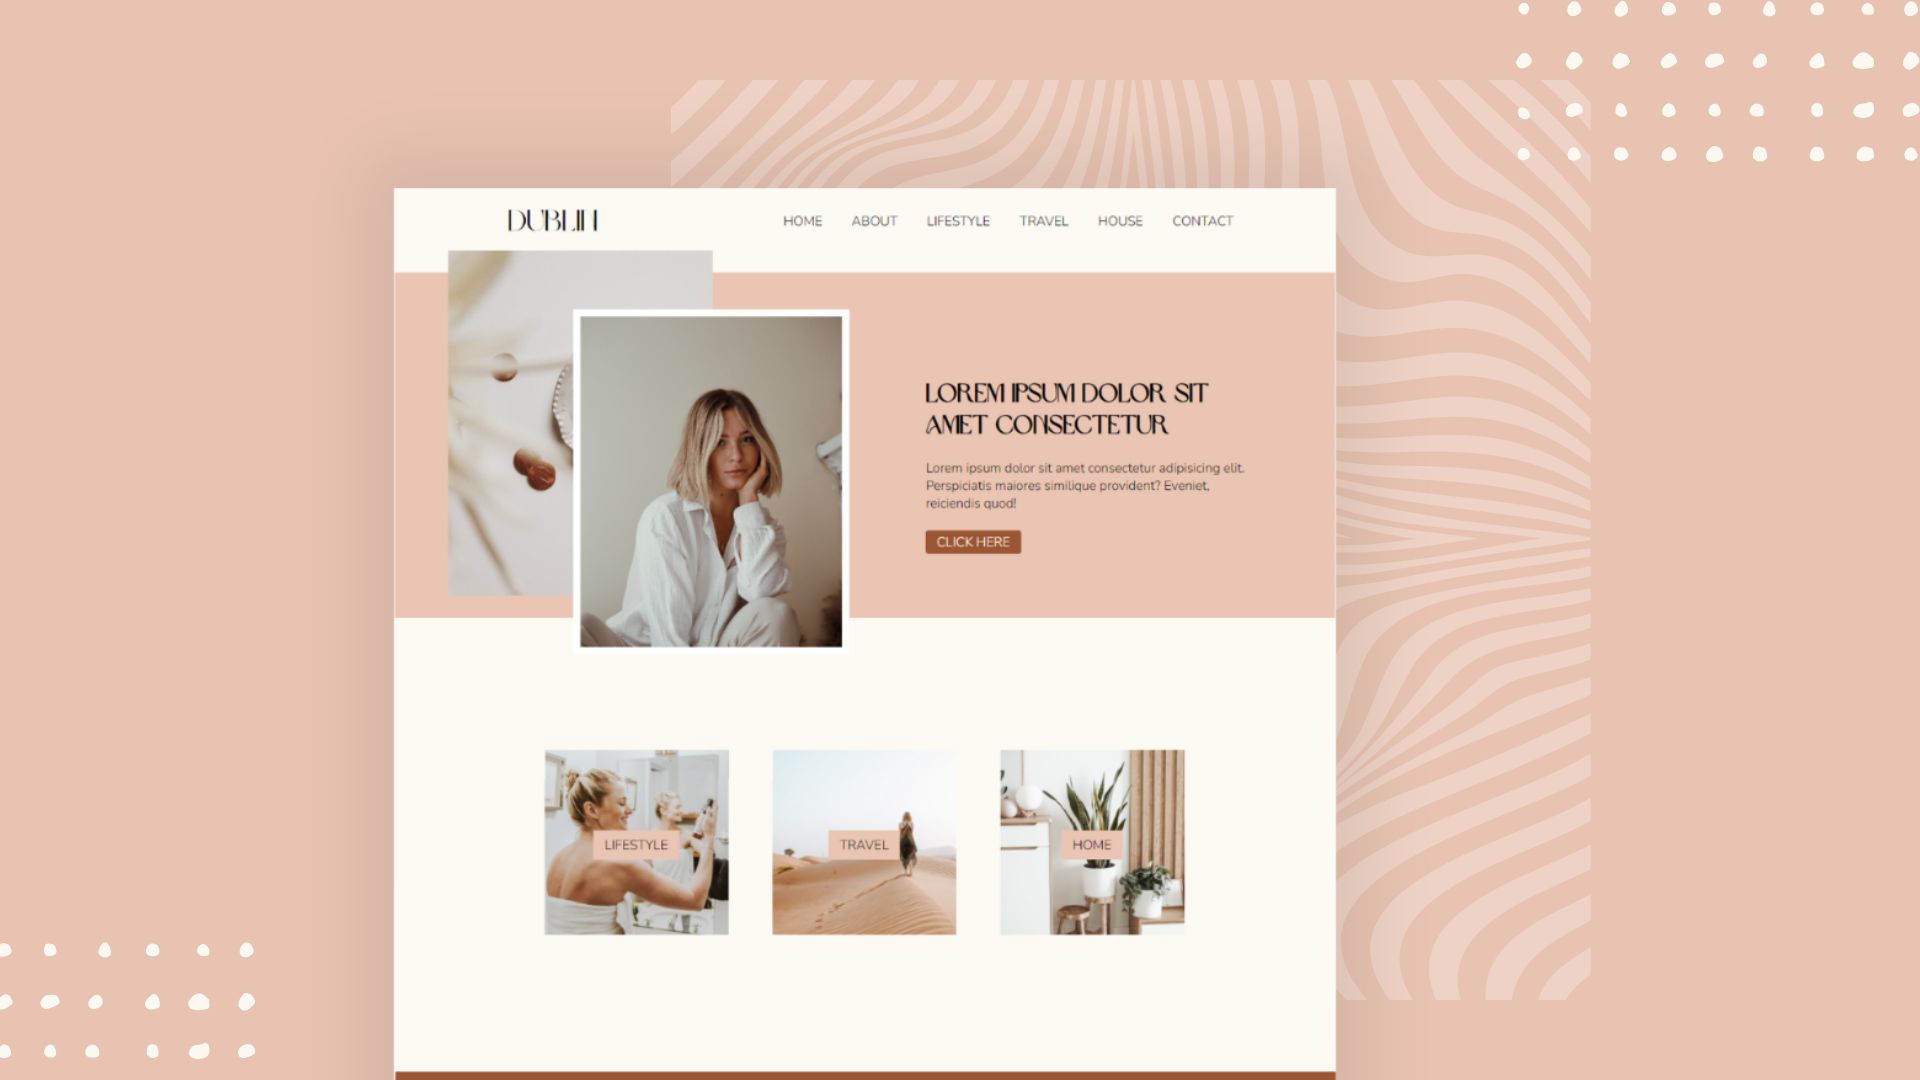 DUBLIN
HOME ABOUT LIFESTYLE TRAVEL HOUSE CONTACT
LOREM IPSUM DOLOR SIT
AMET CONSECTETUR
Lorem ipsum dolor sit amet consectetur adipisicing elit.
Perspiciatis maiores similique provident? Eveniet,
reiciendis quod!
CLICK HERE
LIFESTYLE
TRAVEL
HOME